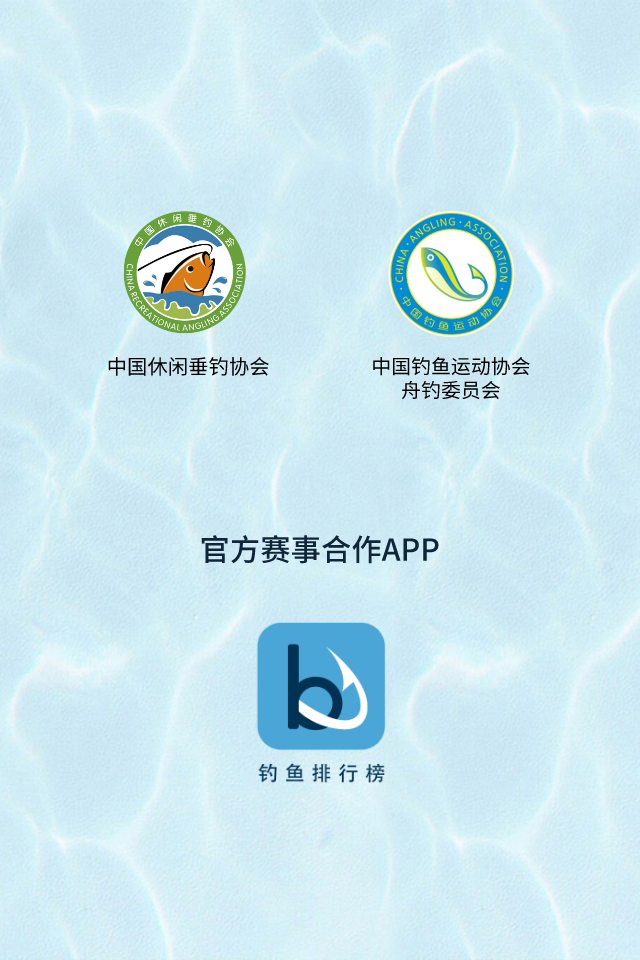 中国休闲垂钓协会
CHINA RECREATIONAL ANGLING ASSOCIATION
·CHINA·ANGLING·ASSOCIATION·
中国钓鱼运动协会
中国休闲垂钓协会
中国钓鱼运动协会
舟钓委员会
官方赛事合作APP
b
钓鱼排行榜